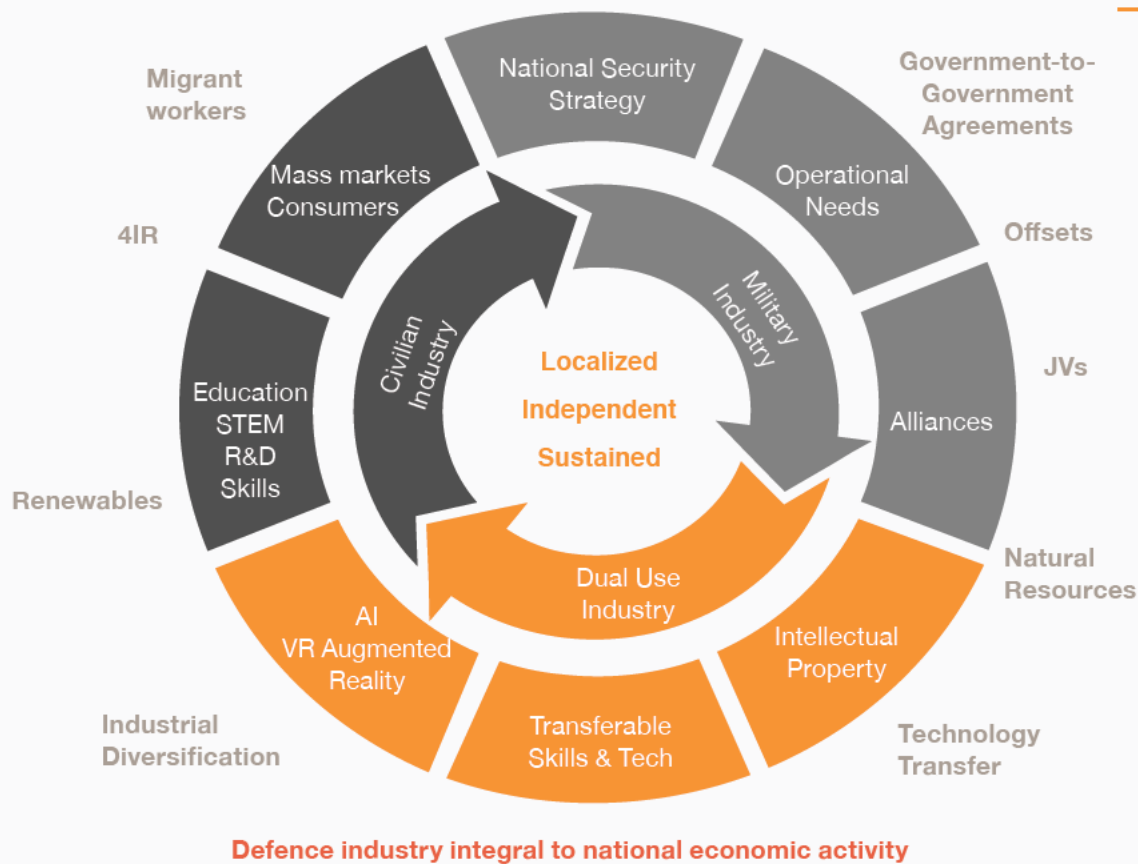 Migrant
workers
National Security
Strategy
Government-to-
Government
Agreements
Mass markets
Consumers
Operational
Needs
4IR
Offsets
Civilian
Industry
Military
Industry
Localized
Independent
Sustained
JVs
Education
STEM
R&D
Skills
Alliances
Renewables
Natural
Resources
Dual Use
Industry
AI
VR Augmented
Reality
Intellectual
Property
Transferable
Skills & Tech
Industrial
Diversification
Technology
Transfer
Defence industry integral to national economic activity